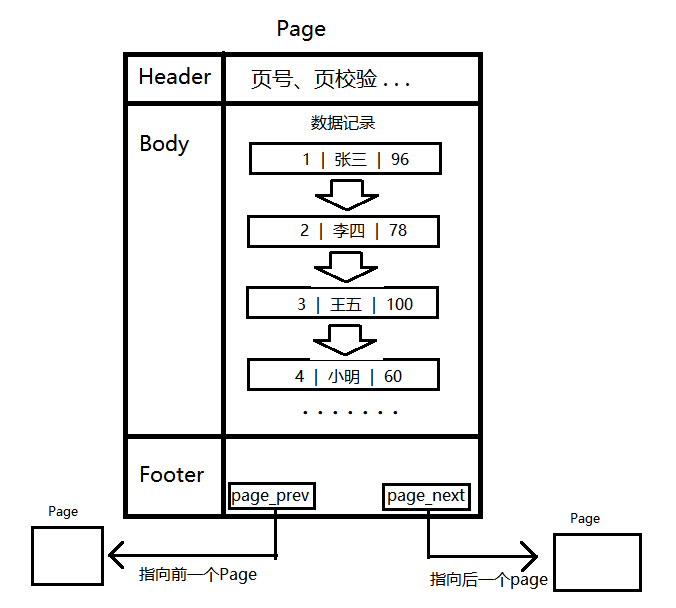 Page
Header
页号、页校验 . . .
Body
数据记录
1 | 张三 | 96
2 | 李四 | 78
3 | 王五 | 100
4 | 小明 | 60
. . . . . . .
Footer
page_prev
page_next
Page
指向前一个Page
Page
指向后一个page